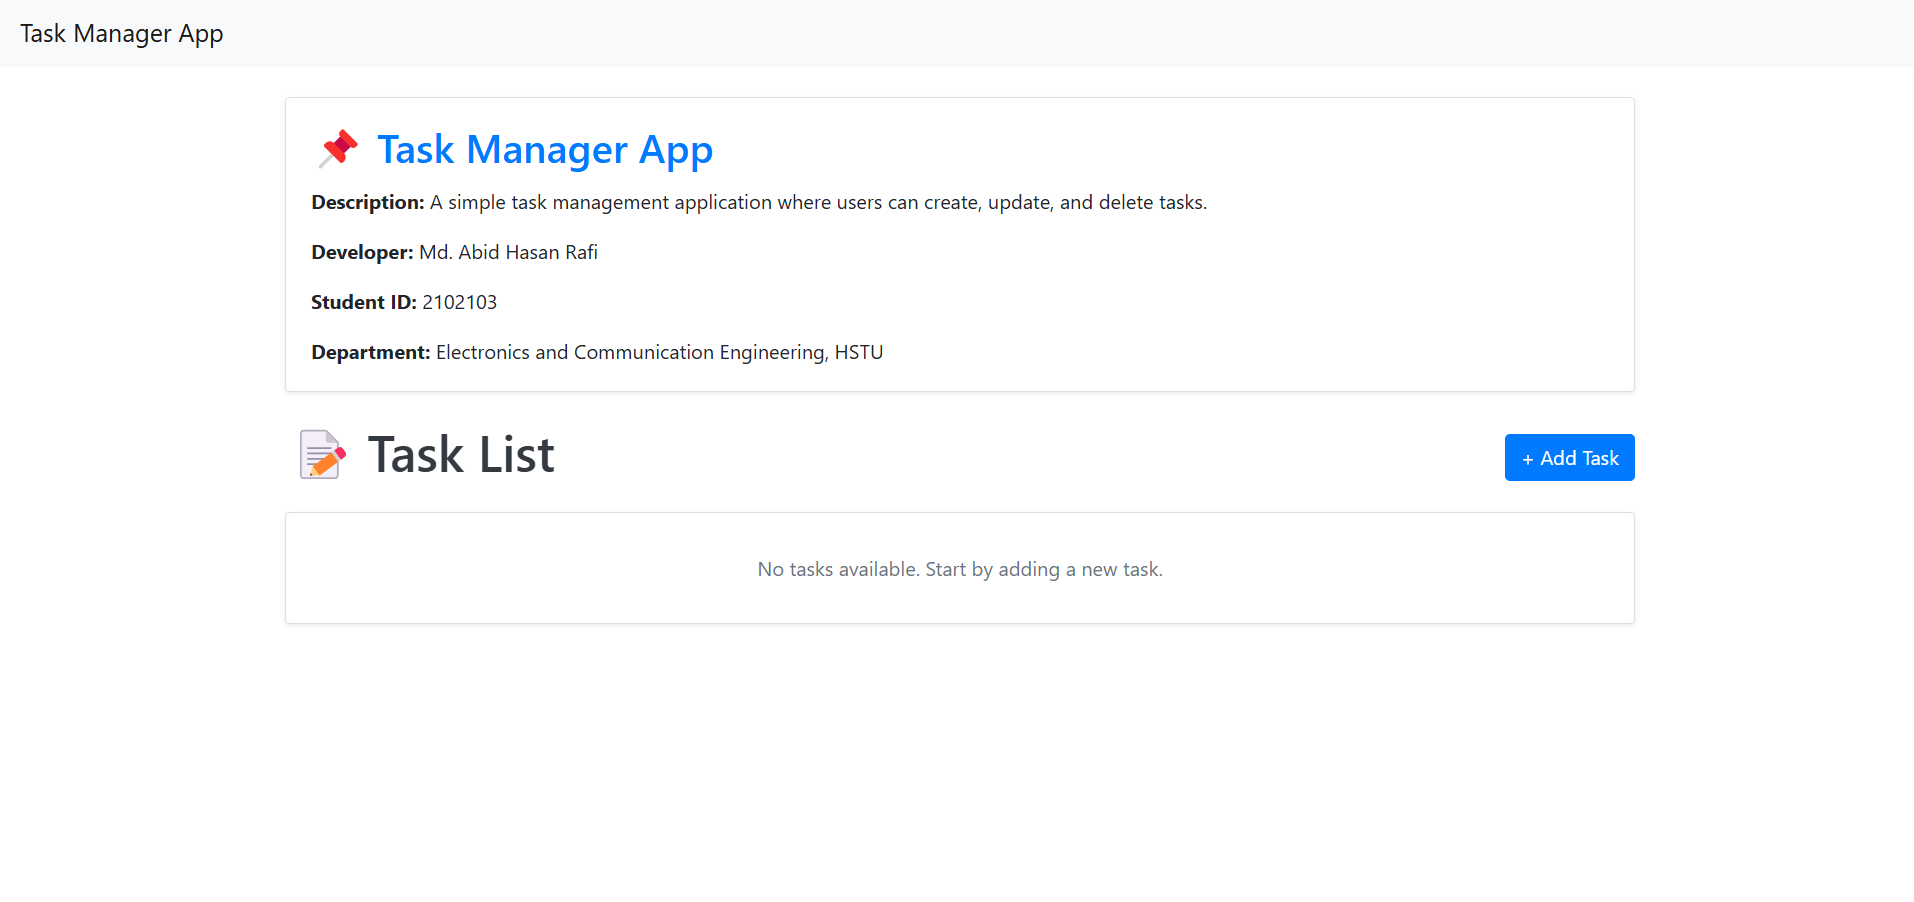 Task Manager App
Task Manager App
Description: A simple task management application where users can create, update, and delete tasks.
Developer: Md. Abid Hasan Rafi
Student ID: 2102103
Department: Electronics and Communication Engineering, HSTU
Task List
+ Add Task
No tasks available. Start by adding a new task.